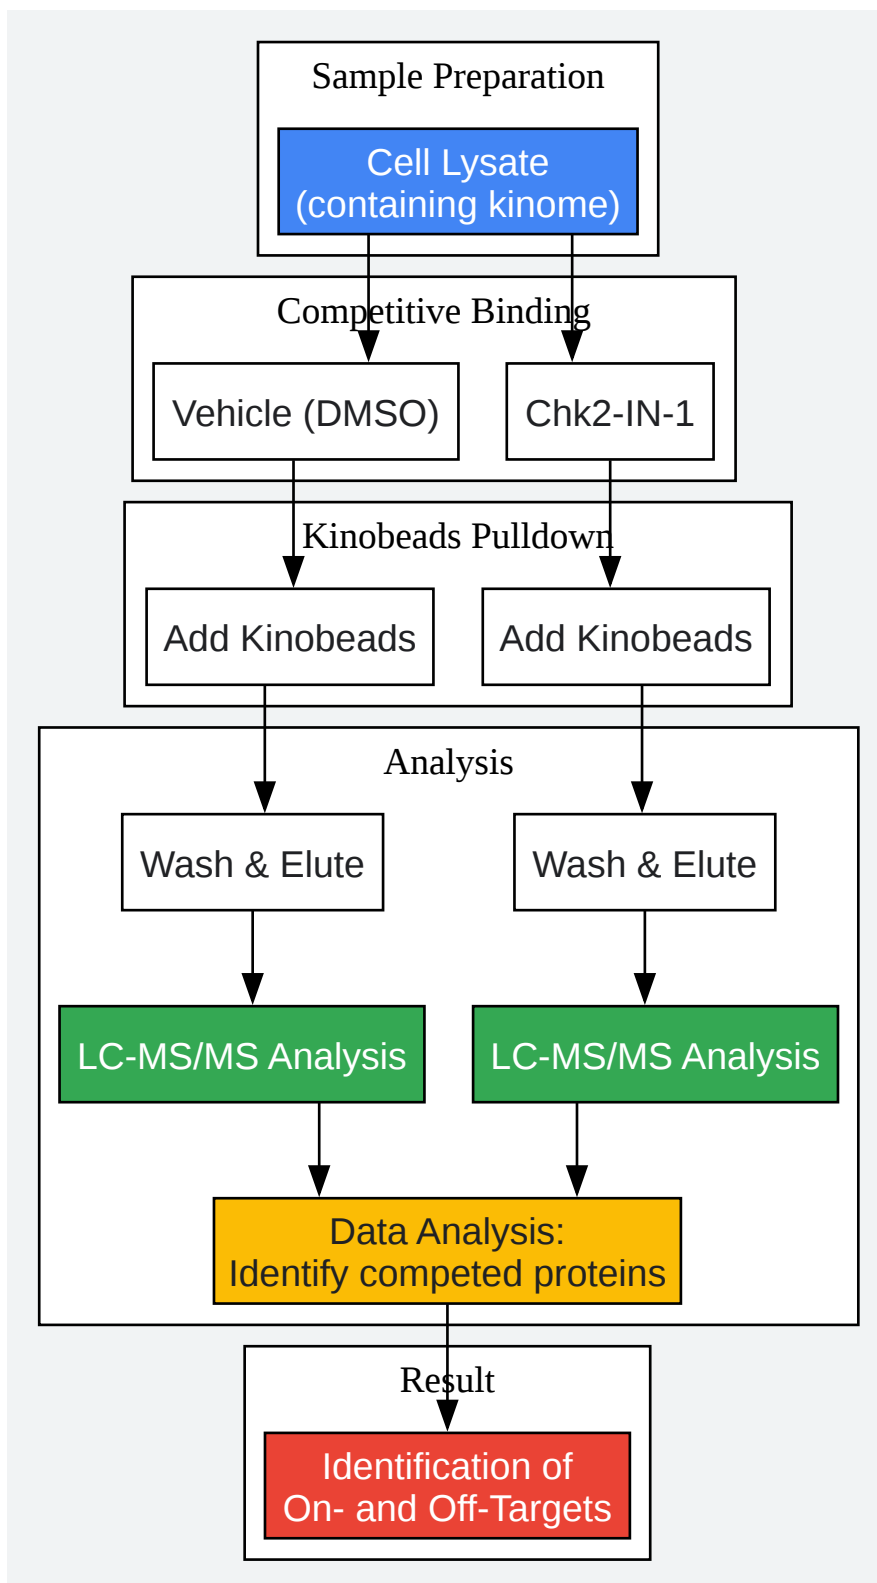 Sample Preparation
Cell Lysate
(containing kinome)
Competitive Binding
Vehicle (DMSO)
Chk2-IN-1
Kinobeads Pulldown
Add Kinobeads
Add Kinobeads
Analysis
Wash & Elute
Wash & Elute
LC-MS/MS Analysis
LC-MS/MS Analysis
Data Analysis:
Identify competed proteins
Result
Identification of
On- and Off-Targets